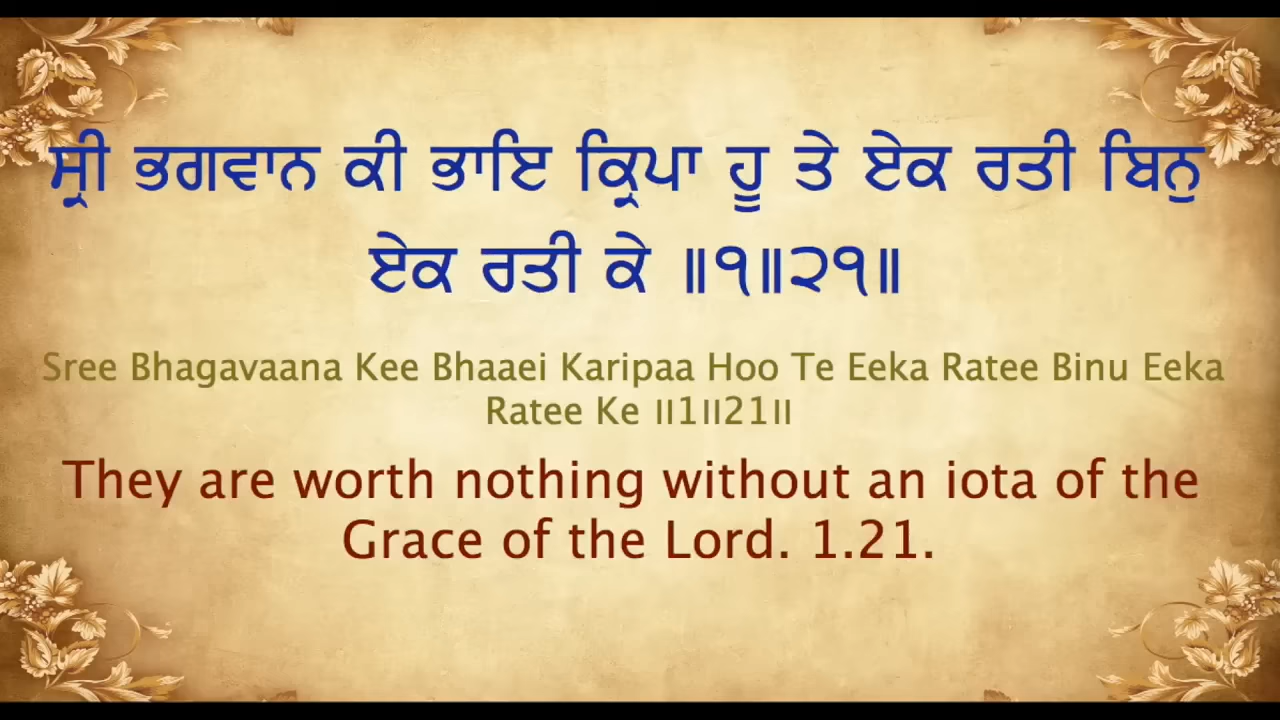 ਸ੍ਰੀ ਭਗਵਾਨ ਕੀ ਭਾਇ ਕ੍ਰਿਪਾ ਹੂ ਤੇ ਏਕ ਰਤੀ ਬਿਨੁ
ਏਕ ਰਤੀ ਕੇ ॥੧॥੨੧॥
Sree Bhagavaana Kee Bhaaei Karipaa Hoo Te Eeka Ratee Binu Eeka
Ratee Ke ॥1॥21॥
They are worth nothing without an iota of the
Grace of the Lord. 1.21.